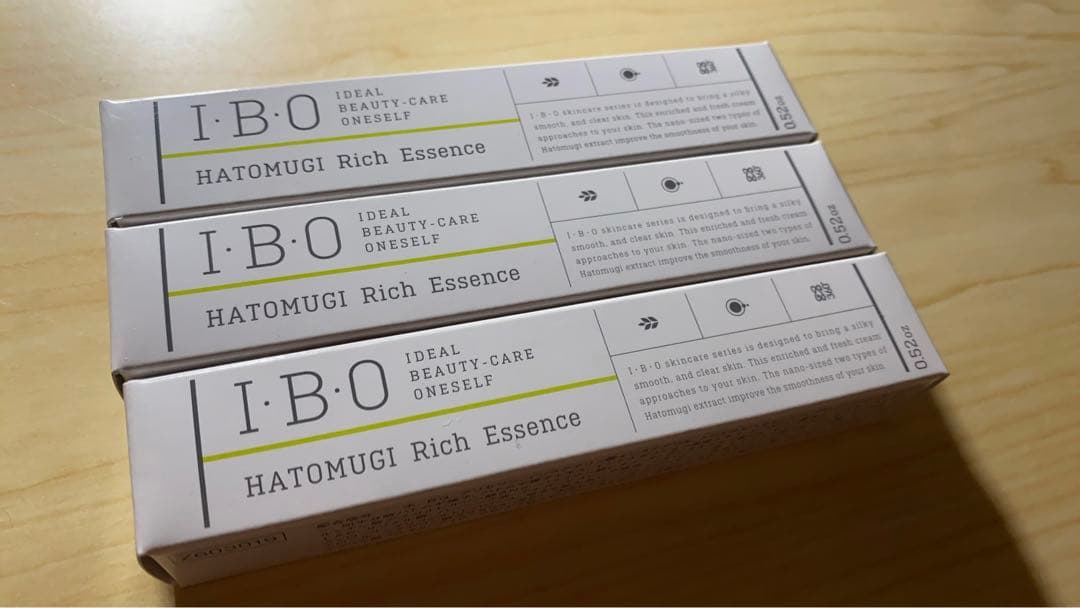 I·B·O
IDEAL
BEAUTY-CARE
ONESELF
HATOMUGI Rich Essence
I·B·O skincare series is designed to bring a silky
smooth, and clear skin. This enriched and fresh cream
approaches to your skin. The nano-sized two types of
Hatomugi extract improve the smoothness of your skin.
0.52oz
I·B·O
IDEAL
BEAUTY-CARE
ONESELF
HATOMUGI Rich Essence
I·B·O skincare series is designed to bring a silky
smooth, and clear skin. This enriched and fresh cream
approaches to your skin. The nano-sized two types of
Hatomugi extract improve the smoothness of your skin.
0.52oz
I·B·O
IDEAL
BEAUTY-CARE
ONESELF
HATOMUGI Rich Essence
I·B·O skincare series is designed to bring a silky
smooth, and clear skin. This enriched and fresh cream
approaches to your skin. The nano-sized two types of
Hatomugi extract improve the smoothness of your skin.
0.52oz